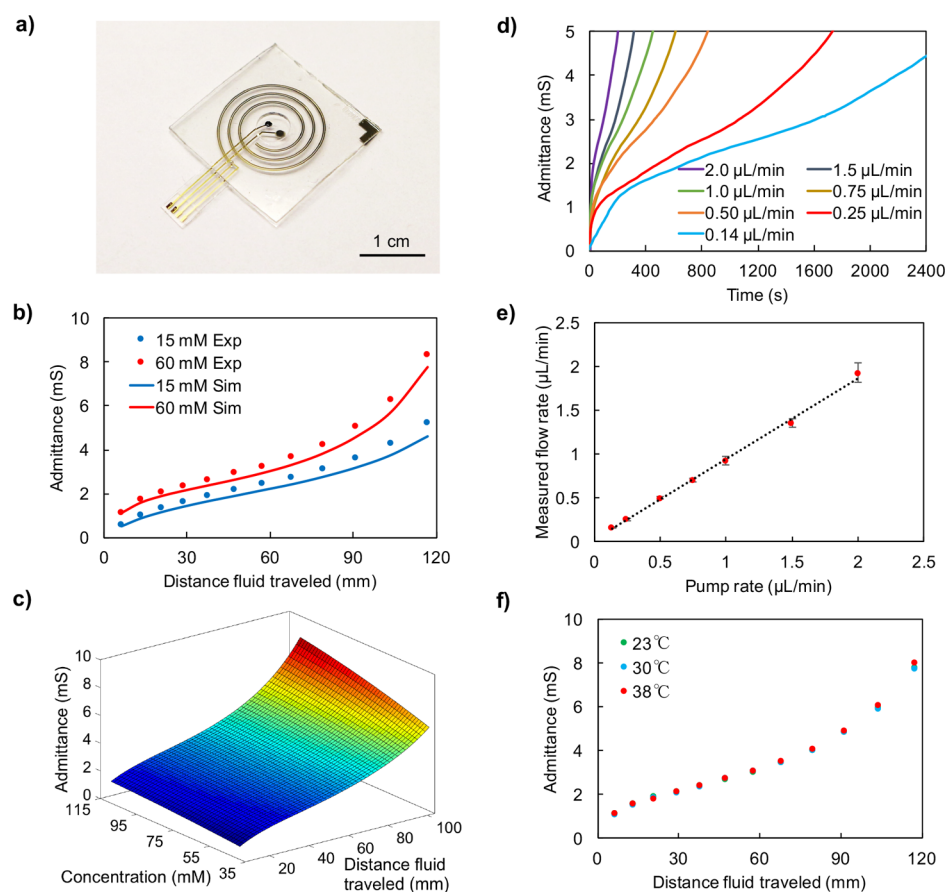 a)
1 cm
b)
10
8
6
4
2
0
Admittance (mS)
15 mM Exp
60 mM Exp
15 mM Sim
60 mM Sim
0 30 60 90 120
Distance fluid traveled (mm)
c)
10
8
6
4
2
0
Admittance (mS)
115
95
75
55
35
Concentration (mM)
20
40
60
80
100
Distance fluid
traveled (mm)
d)
5
4
3
2
1
0
Admittance (mS)
2.0 µL/min 1.5 µL/min
1.0 µL/min 0.75 µL/min
0.50 µL/min 0.25 µL/min
0.14 µL/min
0 400 800 1200 1600 2000 2400
Time (s)
e)
2.5
2
1.5
1
0.5
0
Measured flow rate (µL/min)
0 0.5 1 1.5 2 2.5
Pump rate (µL/min)
f)
10
8
6
4
2
0
Admittance (mS)
23℃
30℃
38℃
0 30 60 90 120
Distance fluid traveled (mm)